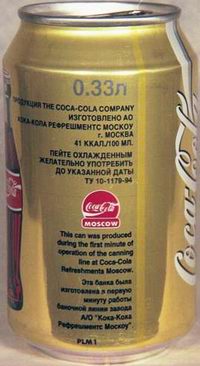 0.33л
ПРОДУКЦИЯ THE COCA-COLA COMPANY
ИЗГОТОВЛЕНО АО
КОКА-КОЛА РЕФРЕШМЕНТС МОСКОУ
г. МОСКВА
41 ККАЛ/100 МЛ.
ПЕЙТЕ ОХЛАЖДЕННЫМ
ЖЕЛАТЕЛЬНО УПОТРЕБИТЬ
ДО УКАЗАННОЙ ДАТЫ
ТУ 10-1179-94
Coca-Cola
MOSCOW
This can was produced
during the first minute of
operation of the canning
line at Coca-Cola
Refreshments Moscow.
Эта банка была
изготовлена в первую
минуту работы
баночной линии завода
А/О "Кока-Кока
Рефрешментс Москоу"
PLM 1
Coca-Cola